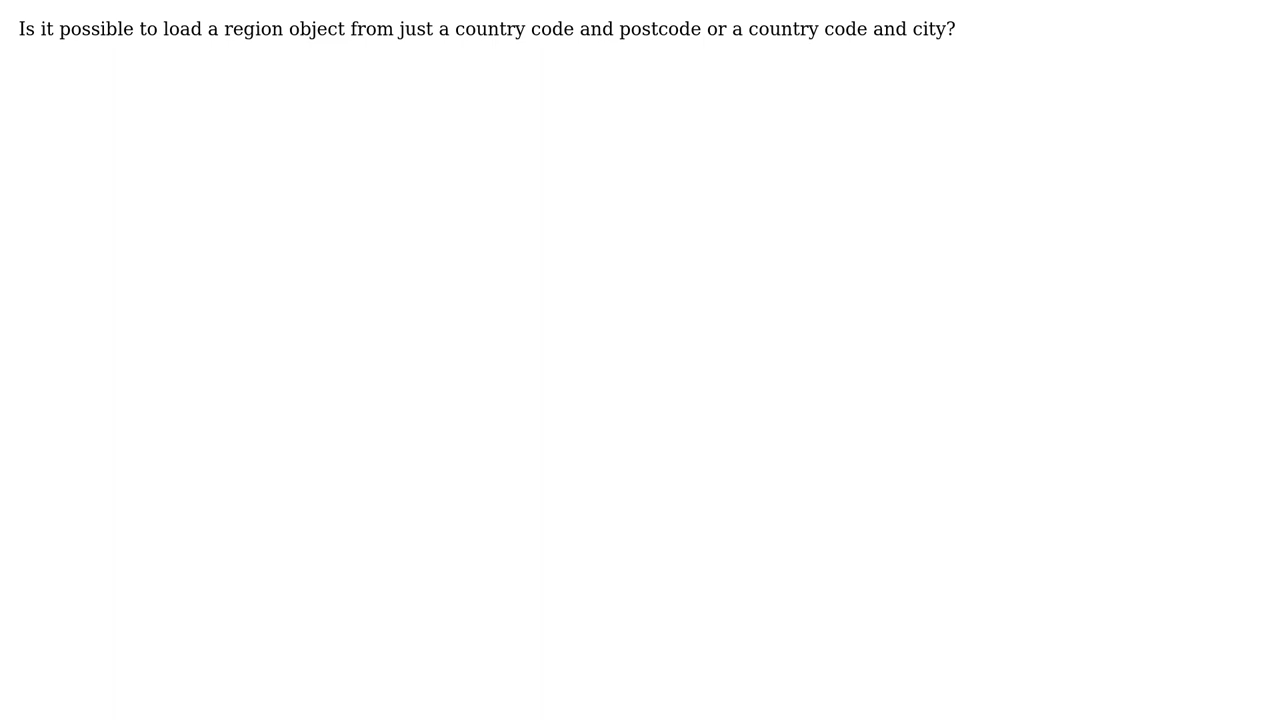 Is it possible to load a region object from just a country code and postcode or a country code and city?